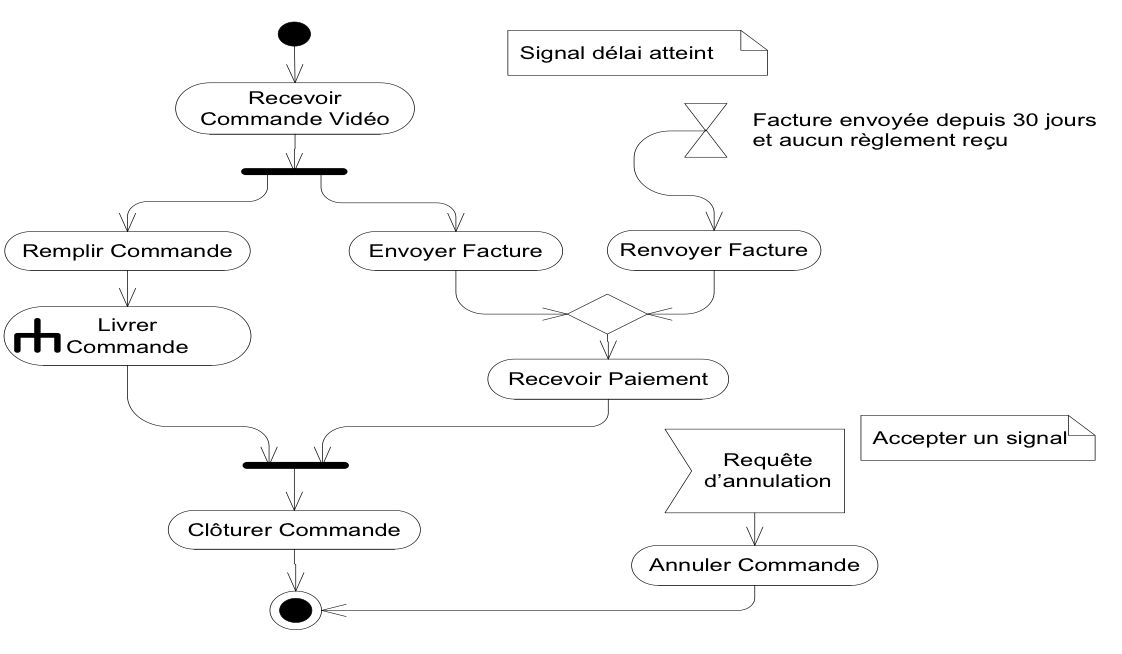 Signal délai atteint
Recevoir
Commande Vidéo
Facture envoyée depuis 30 jours
et aucun règlement reçu
Remplir Commande
Envoyer Facture
Renvoyer Facture
Livrer
Commande
Recevoir Paiement
Accepter un signal
Requête
d’annulation
Clôturer Commande
Annuler Commande